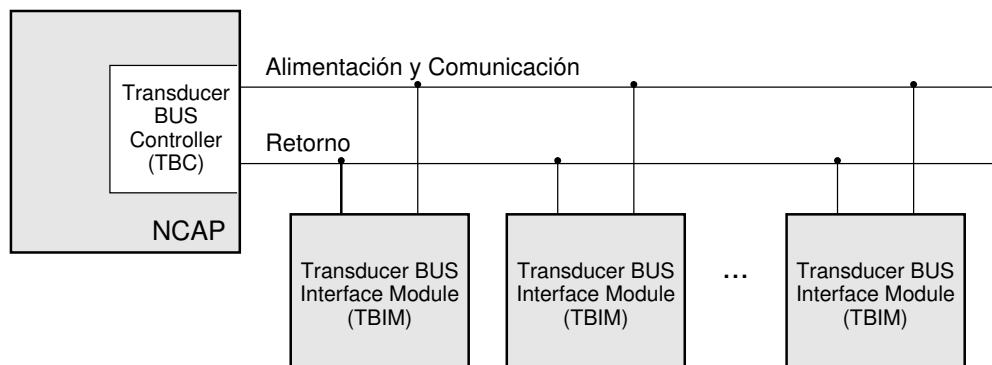 Alimentación y Comunicación
Transducer
BUS
Controller
(TBC)
Retorno
NCAP
Transducer BUS
Interface Module
(TBIM)
Transducer BUS
Interface Module
(TBIM)
...
Transducer BUS
Interface Module
(TBIM)